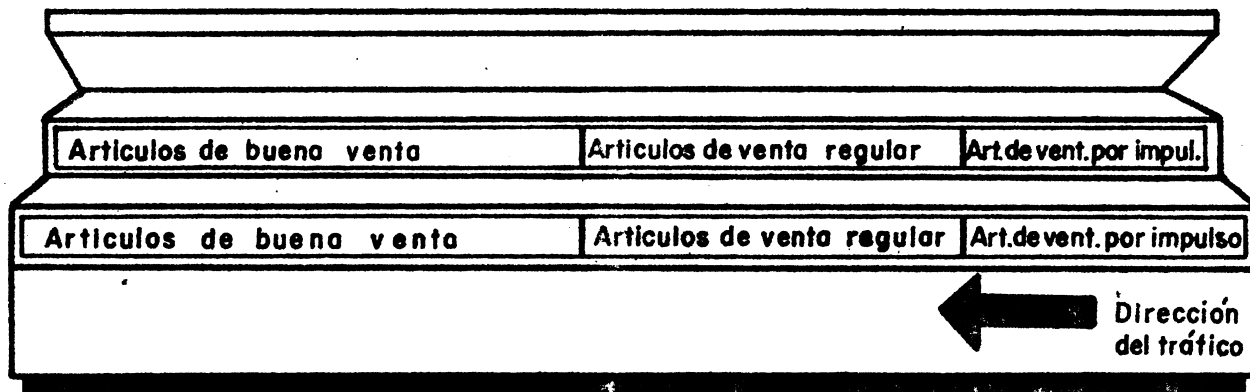 Articulos de buena venta
Articulos de venta regular
Art.de vent.por impul.
Articulos de buena venta
Articulos de venta regular
Art.de vent.por impulso
Dirección
del tráfico